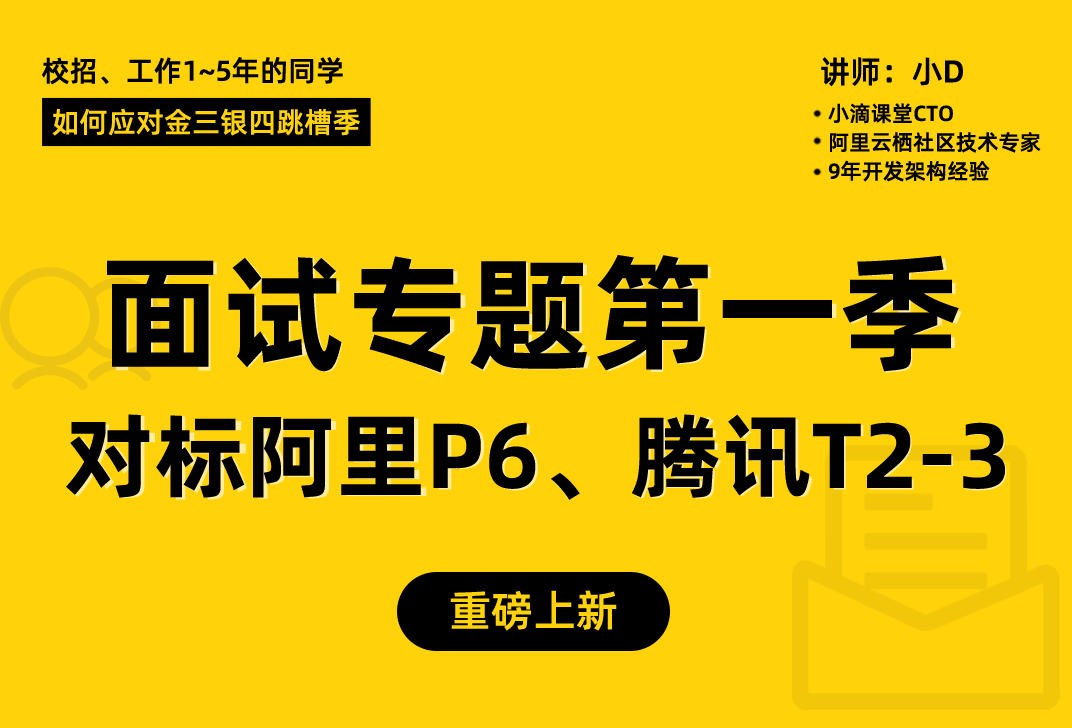 校招、工作1~5年的同学
如何应对金三银四跳槽季
讲师：小D
• 小滴课堂CTO
• 阿里云栖社区技术专家
• 9年开发架构经验
面试专题第一季
对标阿里P6、腾讯T2-3
重磅上新